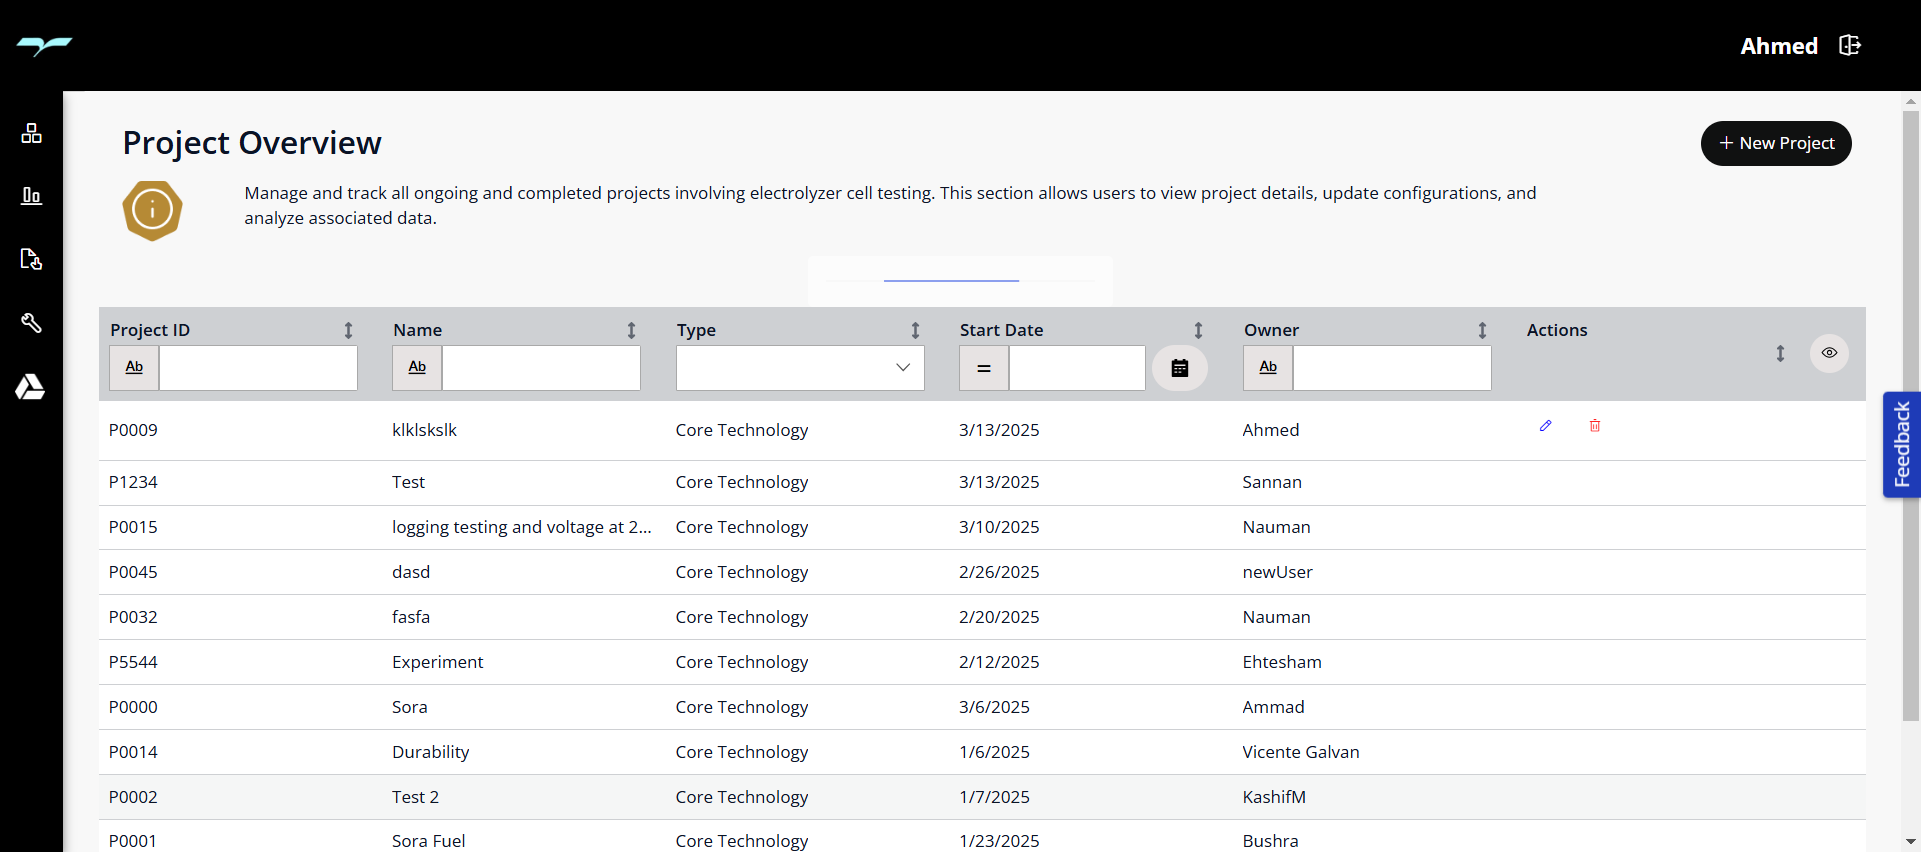 Ahmed
Project Overview
+ New Project
i
Manage and track all ongoing and completed projects involving electrolyzer cell testing. This section allows users to view project details, update configurations, and
analyze associated data.
Project ID Name Type Start Date Owner Actions
Ab Ab = Ab
P0009 klklskslk Core Technology 3/13/2025 Ahmed
P1234 Test Core Technology 3/13/2025 Sannan
P0015 logging testing and voltage at 2... Core Technology 3/10/2025 Nauman
P0045 dasd Core Technology 2/26/2025 newUser
P0032 fasfa Core Technology 2/20/2025 Nauman
P5544 Experiment Core Technology 2/12/2025 Ehtesham
P0000 Sora Core Technology 3/6/2025 Ammad
P0014 Durability Core Technology 1/6/2025 Vicente Galvan
P0002 Test 2 Core Technology 1/7/2025 KashifM
P0001 Sora Fuel Core Technology 1/23/2025 Bushra
Feedback